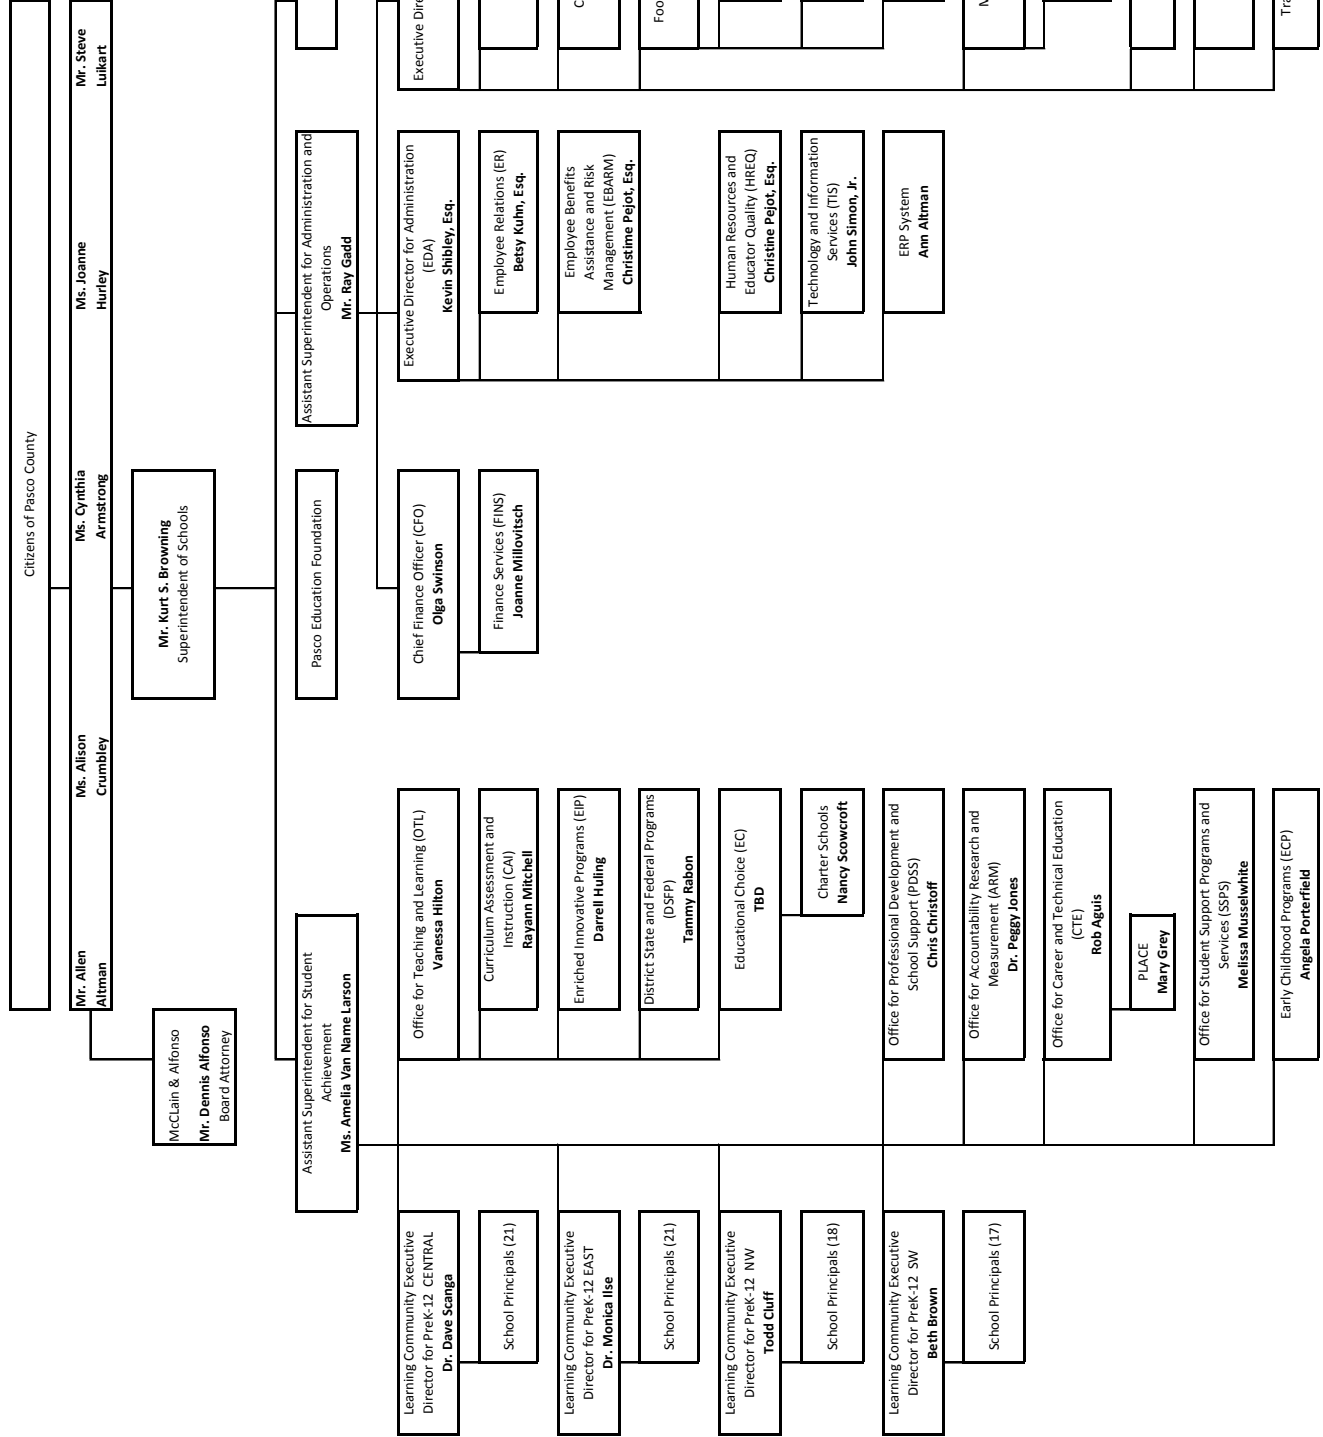 Citizens of Pasco County
Mr. Allen
Altman
Ms. Alison
Crumbley
Ms. Cynthia
Armstrong
Ms. Joanne
Hurley
Mr. Steve
Luikart
McCLain & Alfonso
Mr. Dennis Alfonso
Board Attorney
Mr. Kurt S. Browning
Superintendent of Schools
Assistant Superintendent for Student
Achievement
Ms. Amelia Van Name Larson
Pasco Education Foundation
Assistant Superintendent for Administration and
Operations
Mr. Ray Gadd
Learning Community Executive
Director for PreK-12 CENTRAL
Dr. Dave Scanga
School Principals (21)
Learning Community Executive
Director for PreK-12 EAST
Dr. Monica Ilse
School Principals (21)
Learning Community Executive
Director for PreK-12 NW
Todd Cluff
School Principals (18)
Learning Community Executive
Director for PreK-12 SW
Beth Brown
School Principals (17)
Office for Teaching and Learning (OTL)
Vanessa Hilton
Curriculum Assessment and
Instruction (CAI)
Rayann Mitchell
Enriched Innovative Programs (EIP)
Darrell Huling
District State and Federal Programs
(DSFP)
Tammy Rabon
Educational Choice (EC)
TBD
Charter Schools
Nancy Scowcroft
Office for Professional Development and
School Support (PDSS)
Chris Christoff
Office for Accountability Research and
Measurement (ARM)
Dr. Peggy Jones
Office for Career and Technical Education
(CTE)
Rob Aguis
PLACE
Mary Grey
Office for Student Support Programs and
Services (SSPS)
Melissa Musselwhite
Early Childhood Programs (ECP)
Angela Porterfield
Chief Finance Officer (CFO)
Olga Swinson
Finance Services (FINS)
Joanne Millovitsch
Executive Director for Administration
(EDA)
Kevin Shibley, Esq.
Employee Relations (ER)
Betsy Kuhn, Esq.
Employee Benefits
Assistance and Risk
Management (EBARM)
Christime Pejot, Esq.
Human Resources and
Educator Quality (HREQ)
Christine Pejot, Esq.
Technology and Information
Services (TIS)
John Simon, Jr.
ERP System
Ann Altman
Executive Dire
C
Foo
Tra